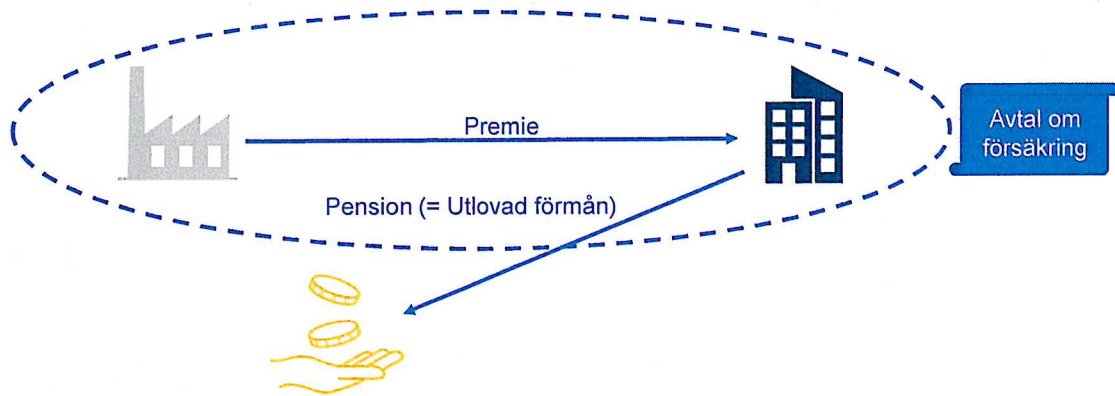 Premie
Avtal om
försäkring
Pension (= Utlovad förmån)